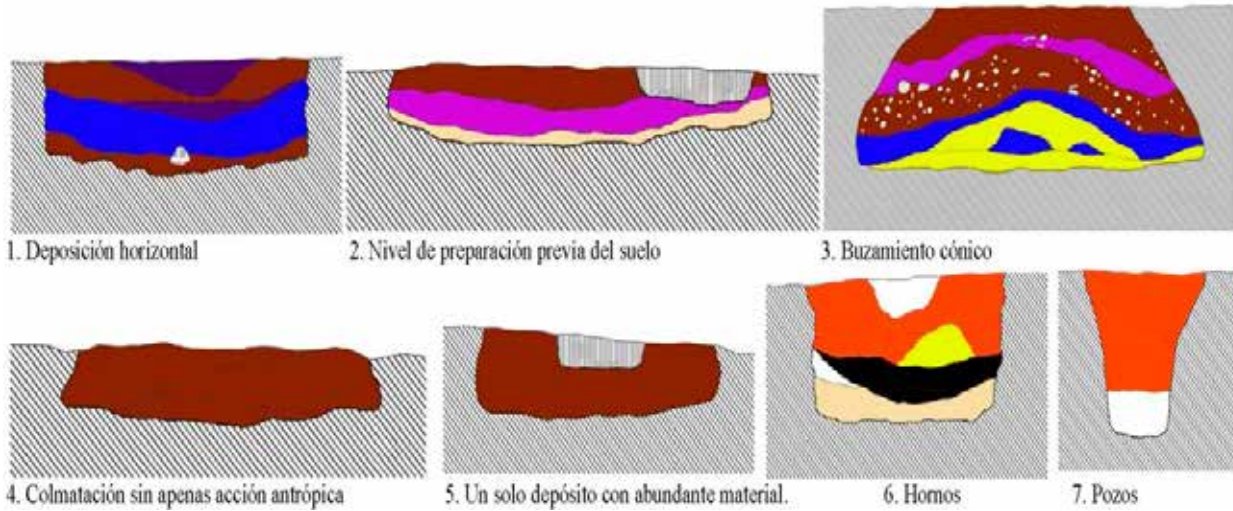 1. Deposición horizontal
2. Nivel de preparación previa del suelo
3. Buzamiento cónico
4. Colmatación sin apenas acción antrópica
5. Un solo depósito con abundante material.
6. Hornos
7. Pozos